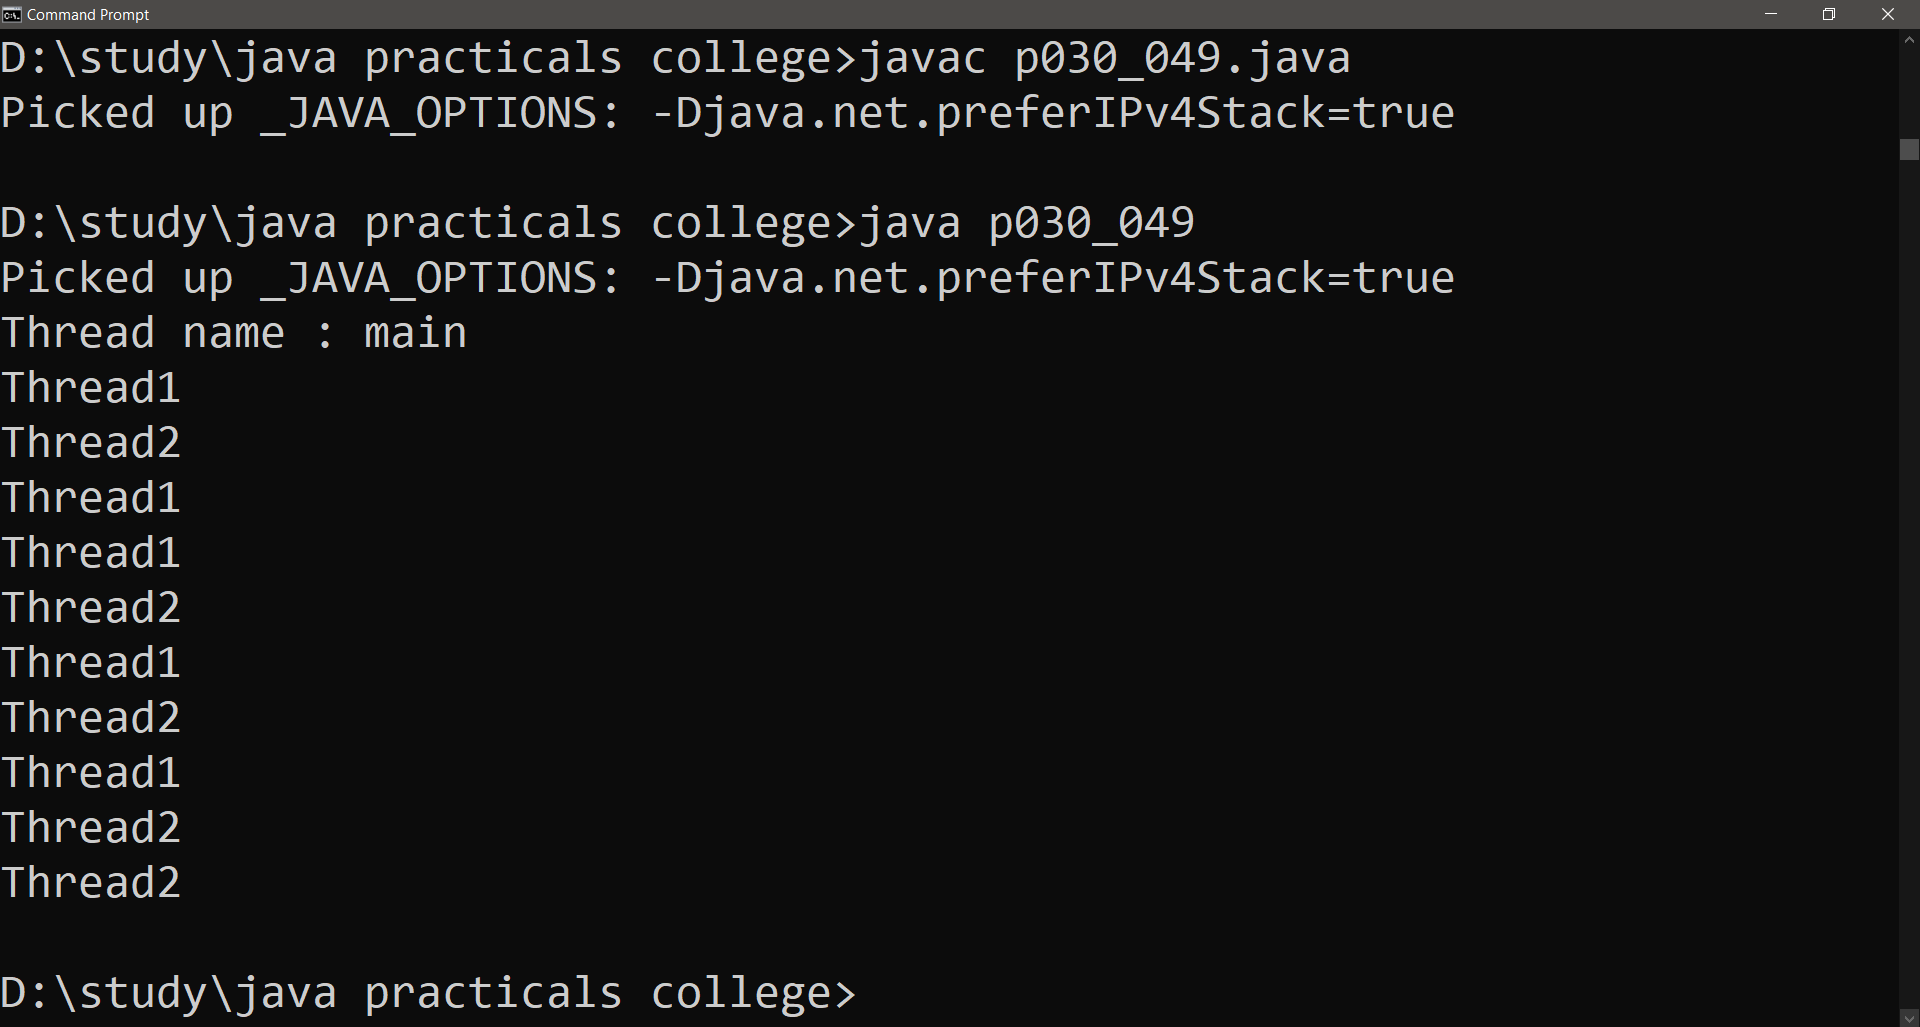 Command Prompt
D:\study\java practicals college>javac p030_049.java
Picked up _JAVA_OPTIONS: -Djava.net.preferIPv4Stack=true
D:\study\java practicals college>java p030_049
Picked up _JAVA_OPTIONS: -Djava.net.preferIPv4Stack=true
Thread name : main
Thread1
Thread2
Thread1
Thread1
Thread2
Thread1
Thread2
Thread1
Thread2
Thread2
D:\study\java practicals college>